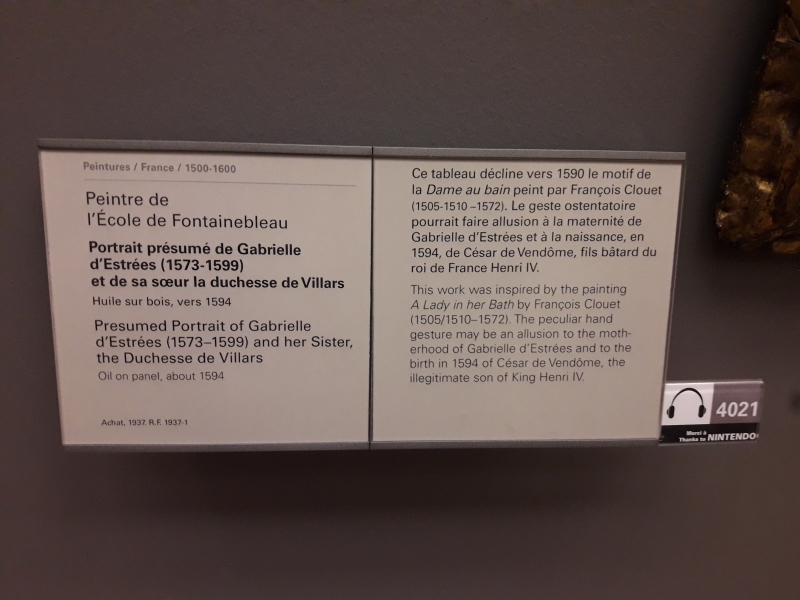 Peintures / France / 1500-1600
Peintre de
l'École de Fontainebleau
Portrait présumé de Gabrielle
d'Estrées (1573-1599)
et de sa sœur la duchesse de Villars
Huile sur bois, vers 1594
Presumed Portrait of Gabrielle
d'Estrées (1573–1599) and her Sister,
the Duchesse de Villars
Oil on panel, about 1594
Achat, 1937. R.F. 1937-1
Ce tableau décline vers 1590 le motif de
la Dame au bain peint par François Clouet
(1505-1510 –1572). Le geste ostentatoire
pourrait faire allusion à la maternité de
Gabrielle d'Estrées et à la naissance, en
1594, de César de Vendôme, fils bâtard du
roi de France Henri IV.
This work was inspired by the painting
A Lady in her Bath by François Clouet
(1505/1510–1572). The peculiar hand
gesture may be an allusion to the moth-
erhood of Gabrielle d'Estrées and to the
birth in 1594 of César de Vendôme, the
illegitimate son of King Henri IV.
4021
Merci à
Thanks to NINTENDO